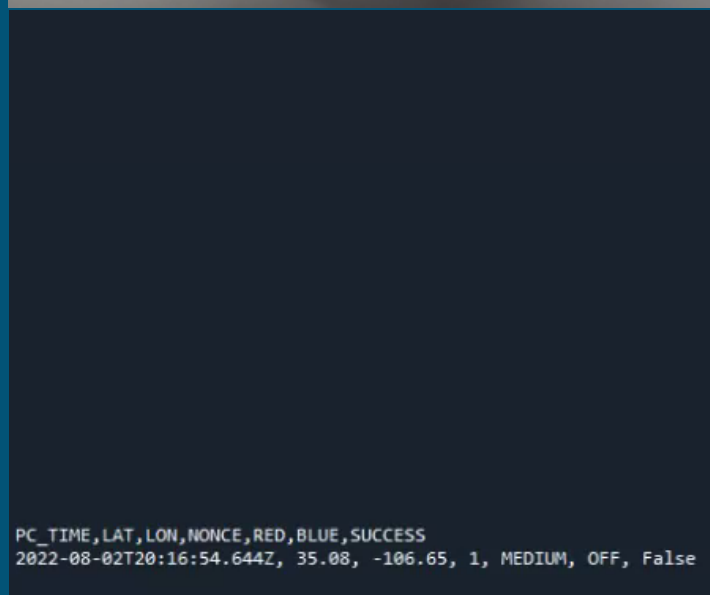 PC_TIME,LAT,LON,NONCE,RED,BLUE,SUCCESS
2022-08-02T20:16:54.644Z, 35.08, -106.65, 1, MEDIUM, OFF, False